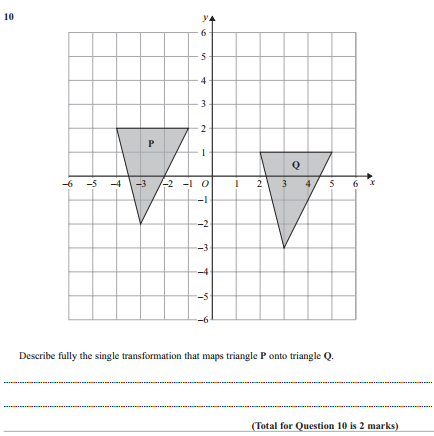 10
y
6
5
4
3
2
1
P
Q
-6 -5 -4 -3 -2 -1 O 1 2 3 4 5 6 x
-1
-2
-3
-4
-5
-6
Describe fully the single transformation that maps triangle P onto triangle Q.
(Total for Question 10 is 2 marks)